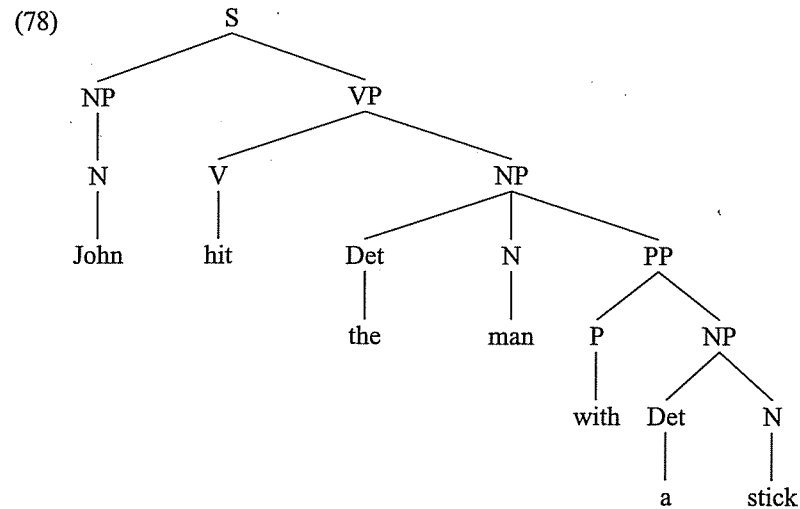 (78) S
NP VP
N V NP
John hit Det N PP
the man P NP
with Det N
a stick